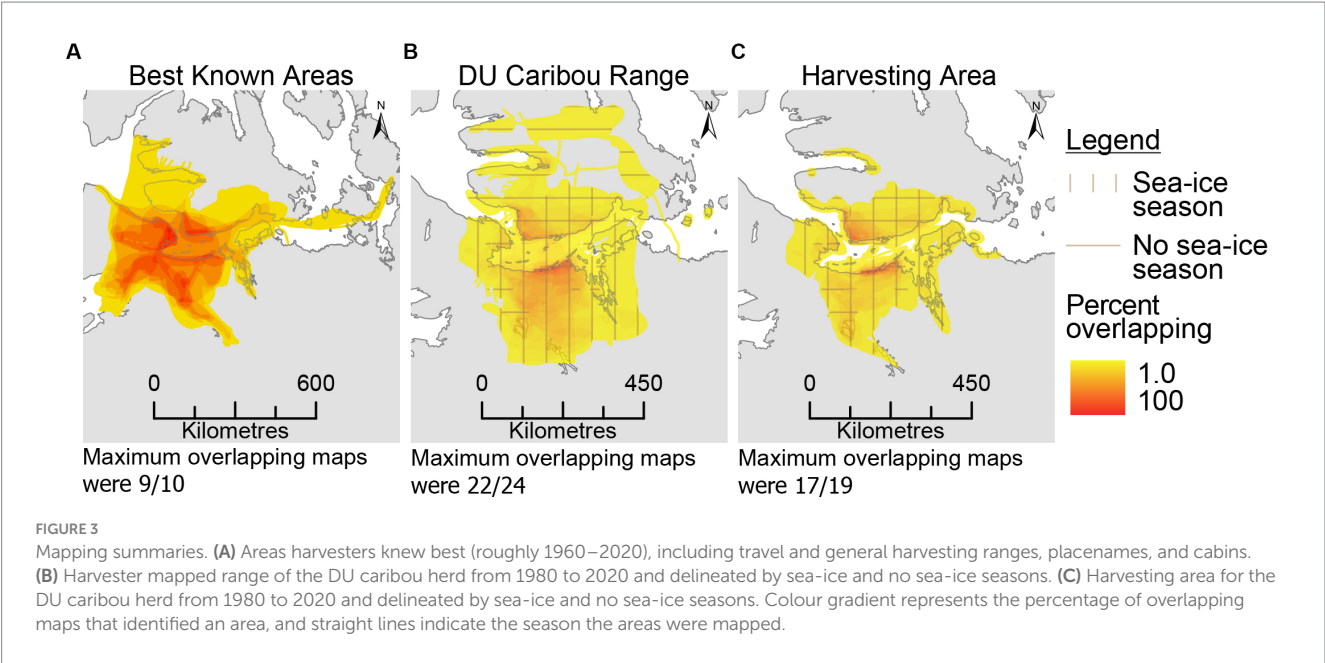 A
B
C
Best Known Areas
DU Caribou Range
Harvesting Area
N
N
N
Legend
Sea-ice
season
No sea-ice
season
Percent
overlapping
1.0
100
0 600
Kilometres
0 450
Kilometres
0 450
Kilometres
Maximum overlapping maps
were 9/10
Maximum overlapping maps
were 22/24
Maximum overlapping maps
were 17/19
FIGURE 3
Mapping summaries. (A) Areas harvesters knew best (roughly 1960–2020), including travel and general harvesting ranges, placenames, and cabins.
(B) Harvester mapped range of the DU caribou herd from 1980 to 2020 and delineated by sea-ice and no sea-ice seasons. (C) Harvesting area for the
DU caribou herd from 1980 to 2020 and delineated by sea-ice and no sea-ice seasons. Colour gradient represents the percentage of overlapping
maps that identified an area, and straight lines indicate the season the areas were mapped.